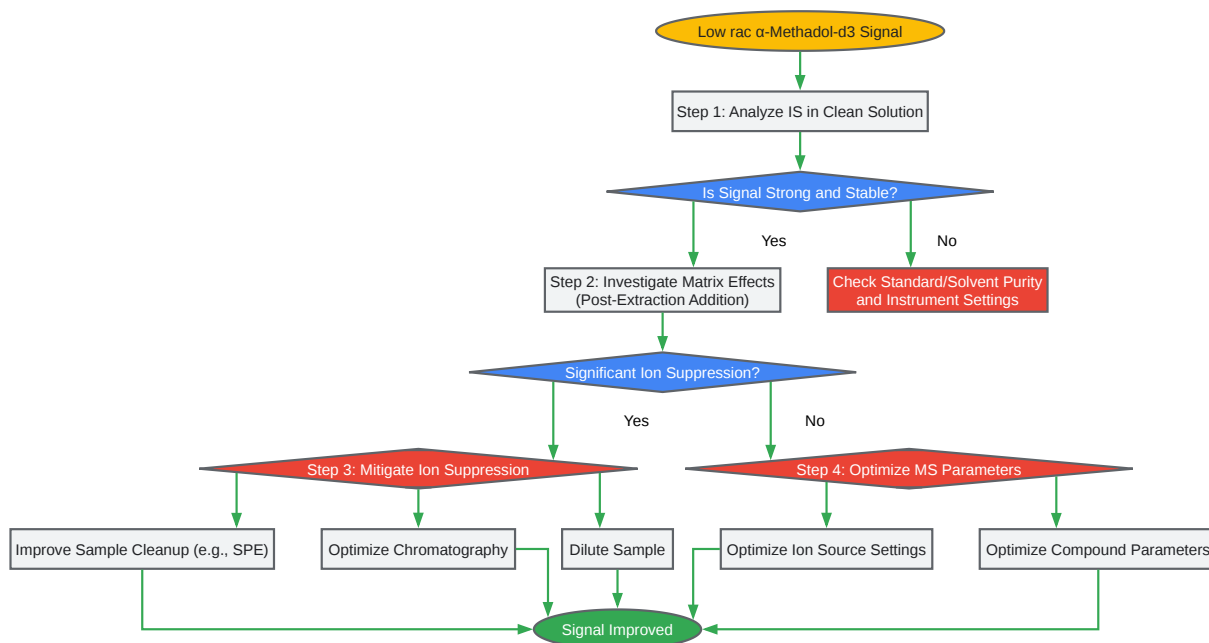 Low rac α-Methadol-d3 Signal
Step 1: Analyze IS in Clean Solution
Is Signal Strong and Stable?
Yes
No
Step 2: Investigate Matrix Effects
(Post-Extraction Addition)
Check Standard/Solvent Purity
and Instrument Settings
Significant Ion Suppression?
Yes
No
Step 3: Mitigate Ion Suppression
Step 4: Optimize MS Parameters
Improve Sample Cleanup (e.g., SPE)
Optimize Chromatography
Dilute Sample
Optimize Ion Source Settings
Optimize Compound Parameters
Signal Improved